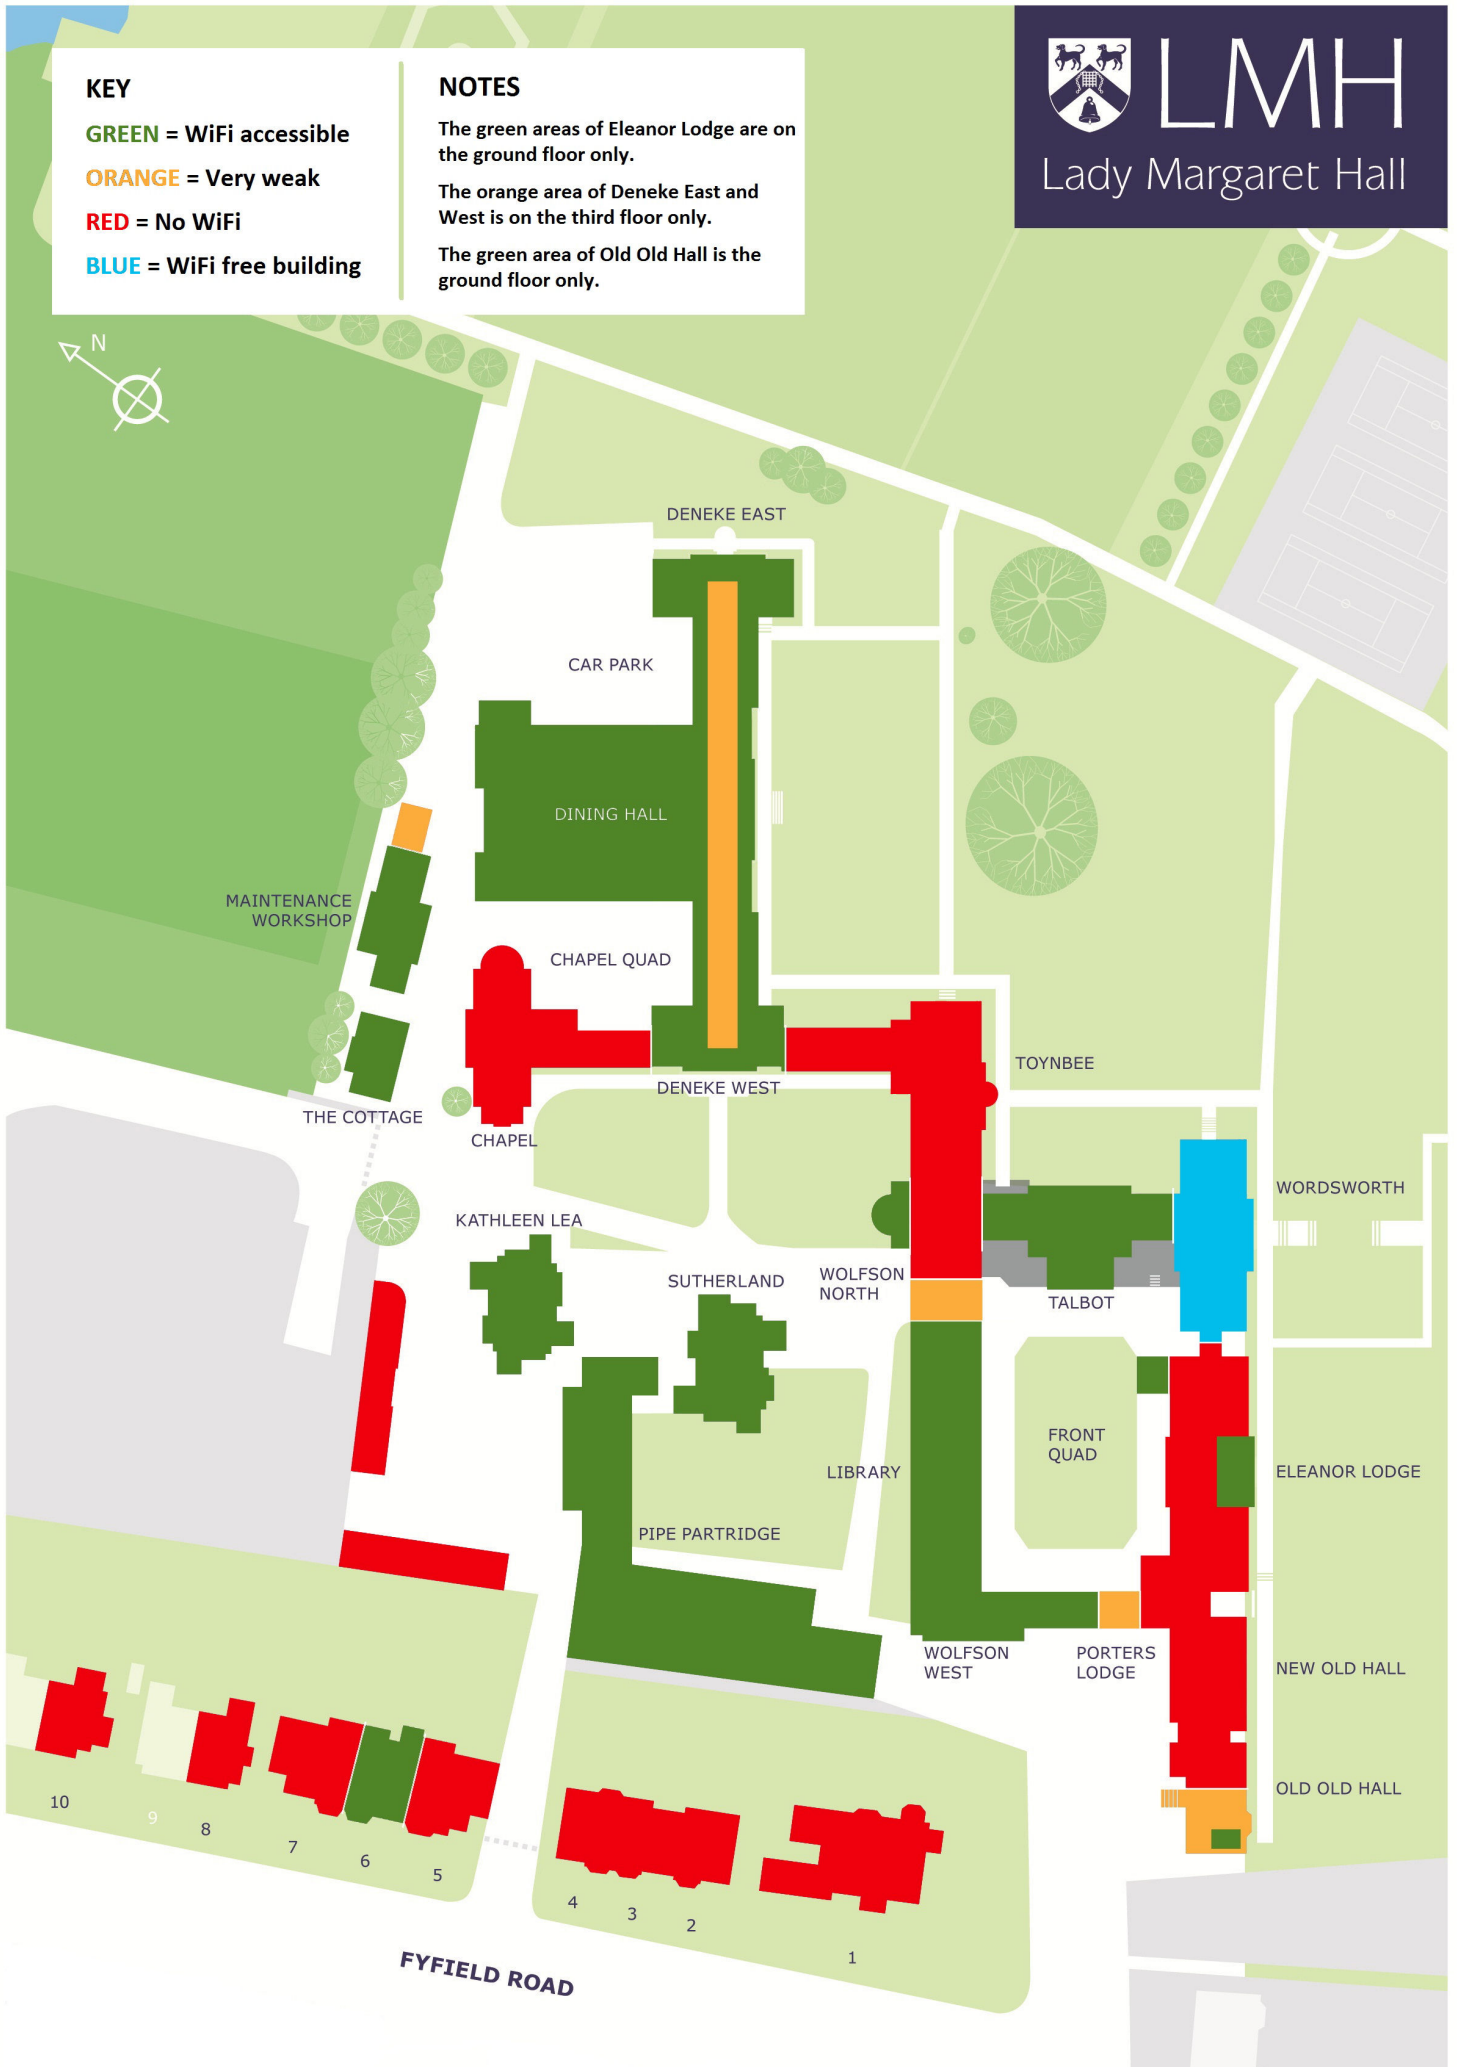 KEY
GREEN = WiFi accessible
ORANGE = Very weak
RED = No WiFi
BLUE = WiFi free building
NOTES
The green areas of Eleanor Lodge are on
the ground floor only.
The orange area of Deneke East and
West is on the third floor only.
The green area of Old Old Hall is the
ground floor only.
LMH
Lady Margaret Hall
N
DENEKE EAST
CAR PARK
DINING HALL
MAINTENANCE
WORKSHOP
CHAPEL QUAD
TOYNBEE
DENEKE WEST
THE COTTAGE
CHAPEL
WORDSWORTH
KATHLEEN LEA
SUTHERLAND
WOLFSON
NORTH
TALBOT
FRONT
QUAD
LIBRARY
ELEANOR LODGE
PIPE PARTRIDGE
WOLFSON
WEST
PORTERS
LODGE
NEW OLD HALL
OLD OLD HALL
10
9
8
7
6
5
4
3
2
1
FYFIELD ROAD